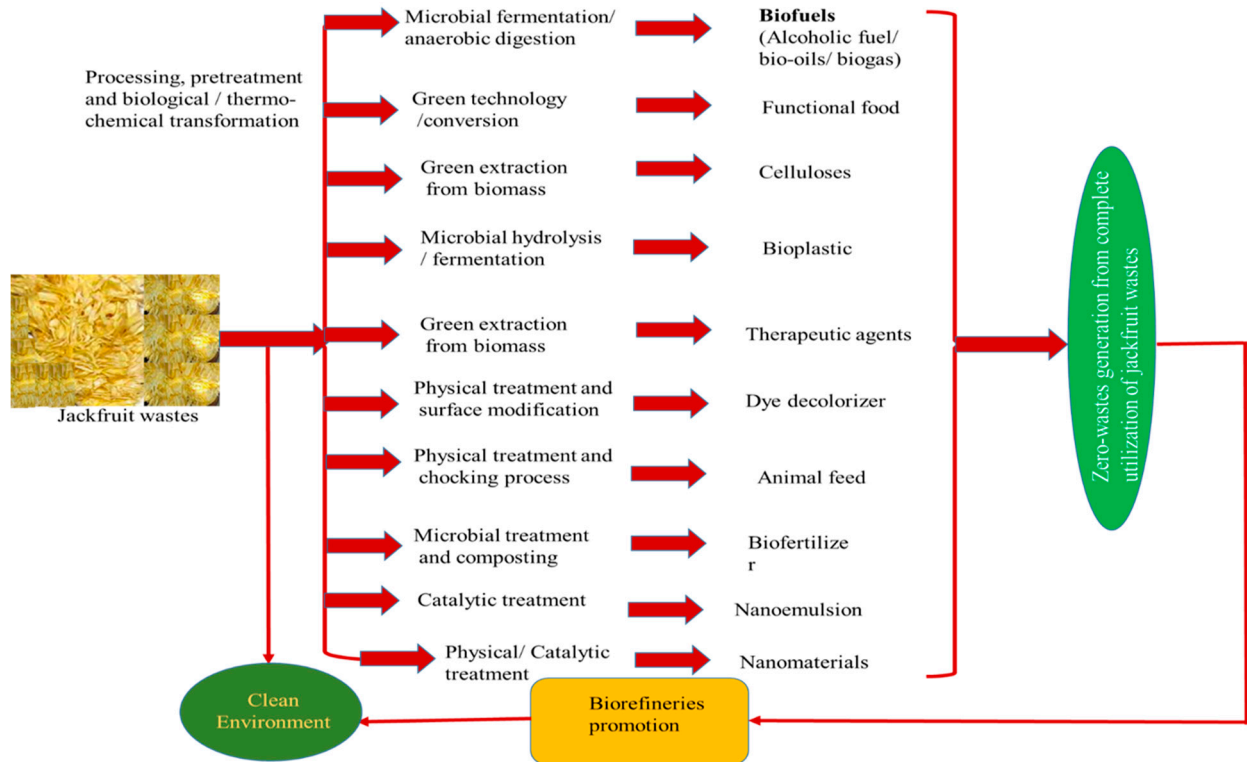 Processing, pretreatment
and biological / thermo-
chemical transformation
Jackfruit wastes
Microbial fermentation/
anaerobic digestion
Biofuels
(Alcoholic fuel/
bio-oils/ biogas)
Green technology
/conversion
Functional food
Green extraction
from biomass
Celluloses
Microbial hydrolysis
/ fermentation
Bioplastic
Green extraction
from biomass
Therapeutic agents
Physical treatment and
surface modification
Dye decolorizer
Physical treatment and
chocking process
Animal feed
Microbial treatment
and composting
Biofertilize
r
Catalytic treatment
Nanoemulsion
Physical/ Catalytic
treatment
Nanomaterials
Zero-wastes generation from complete
utilization of jackfruit wastes
Biorefineries
promotion
Clean
Environment